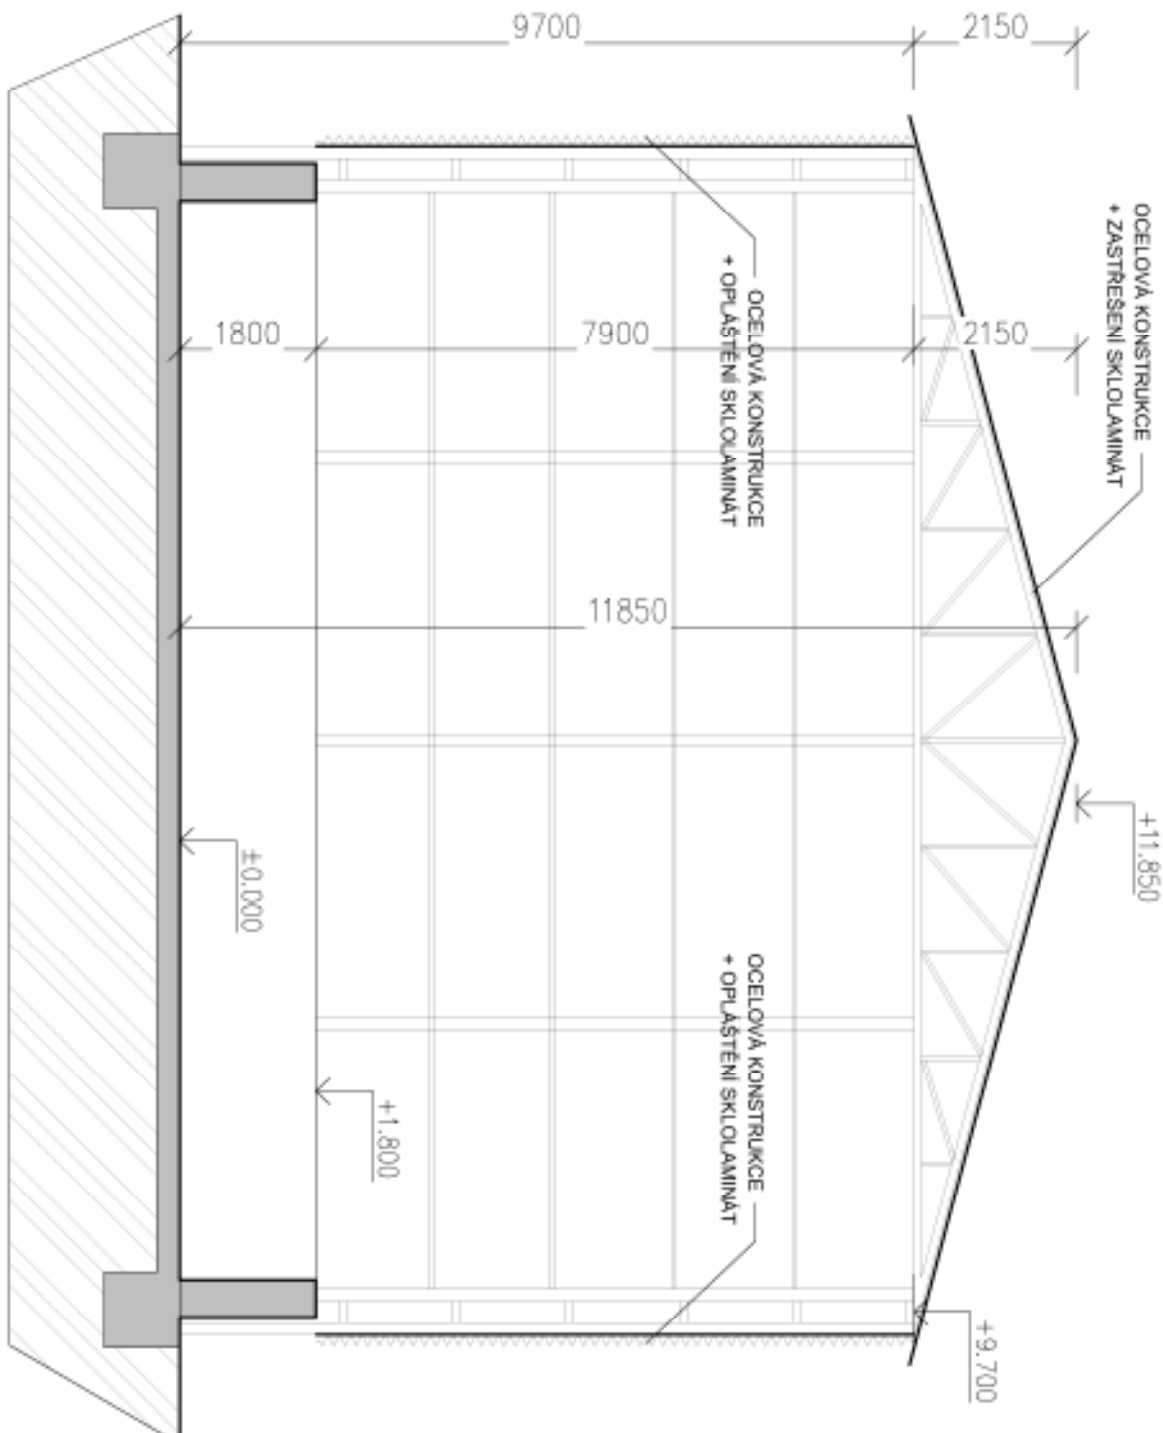 9700
2150
OCELOVÁ KONSTRUKCE
+ ZASTŘEŠENÍ SKLOLAMINÁT
OCELOVÁ KONSTRUKCE
+ OPLÁŠTĚNÍ SKLOLAMINÁT
1800
7900
2150
11850
+11.850
±0.000
OCELOVÁ KONSTRUKCE
+ OPLÁŠTĚNÍ SKLOLAMINÁT
+1.800
+9.700